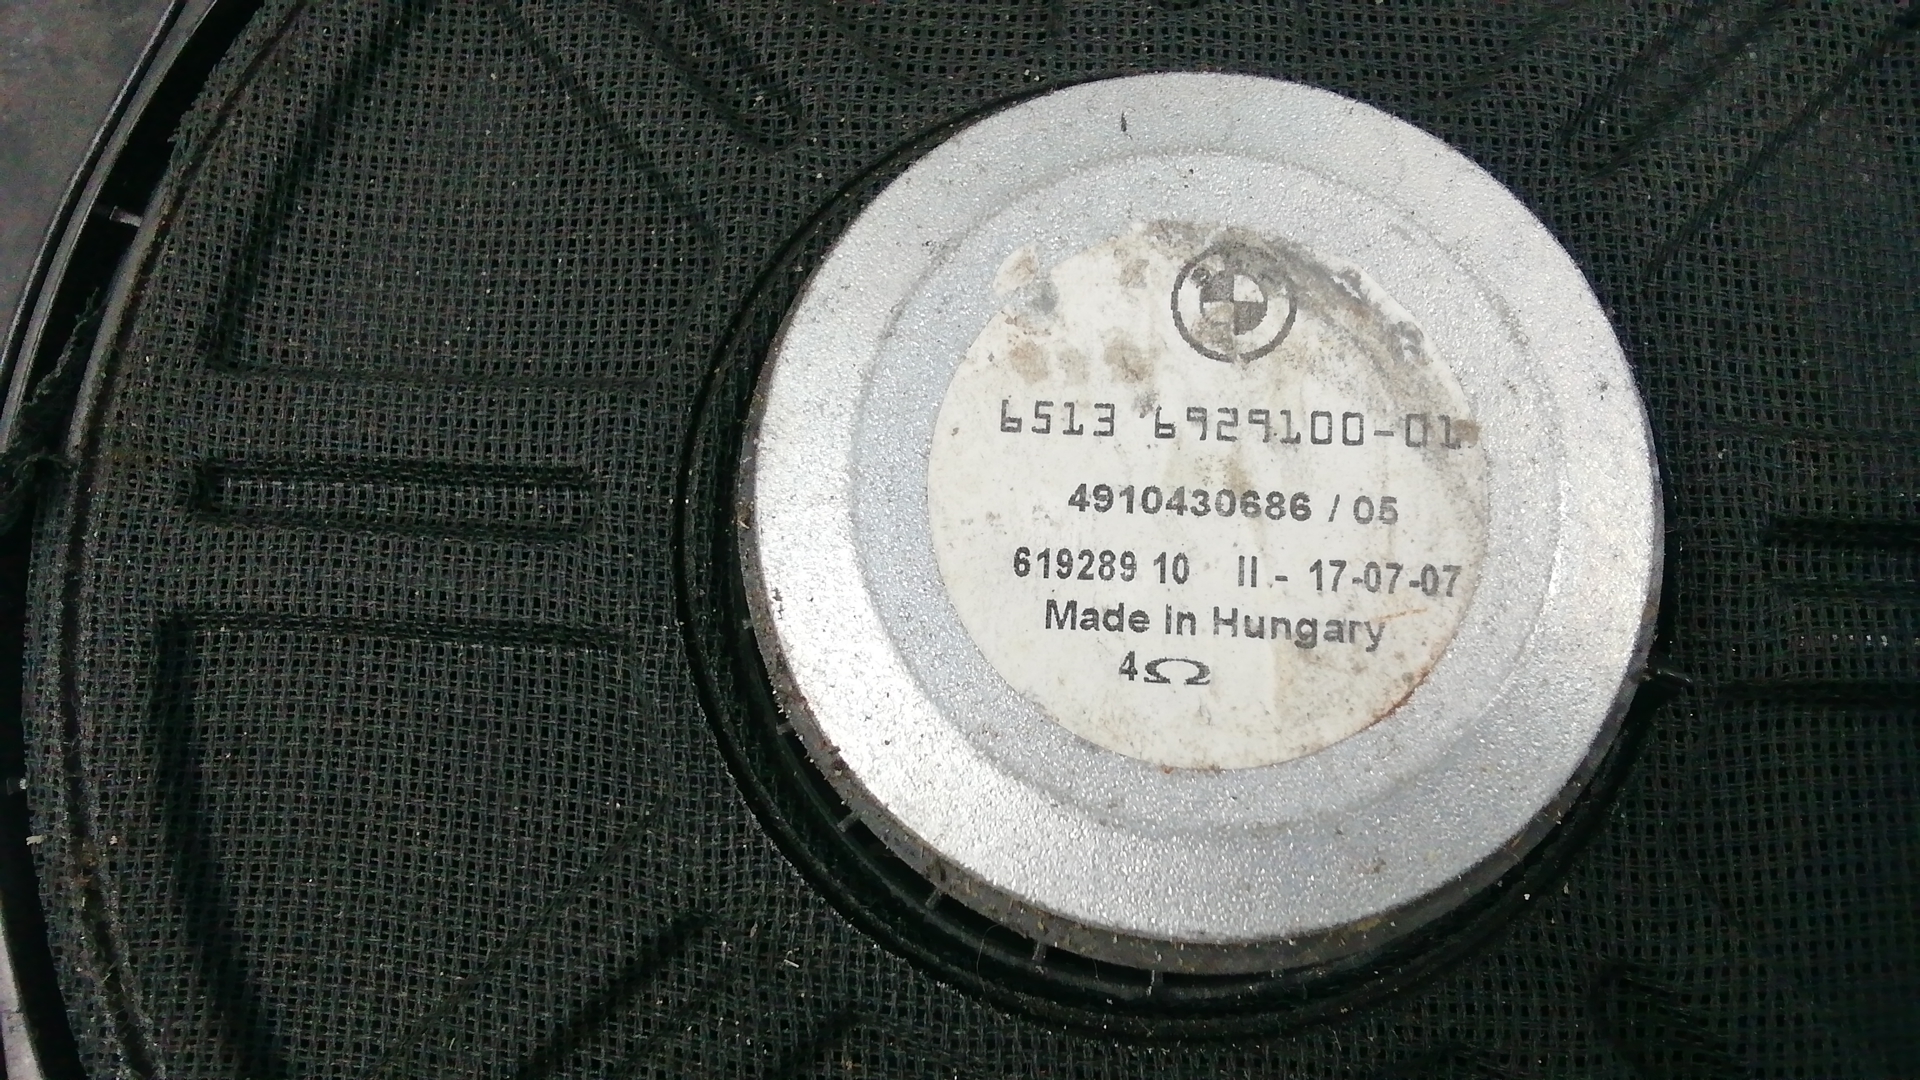 6513 6929100-01
4910430686 / 05
619289 10 II - 17-07-07
Made in Hungary
4Ω